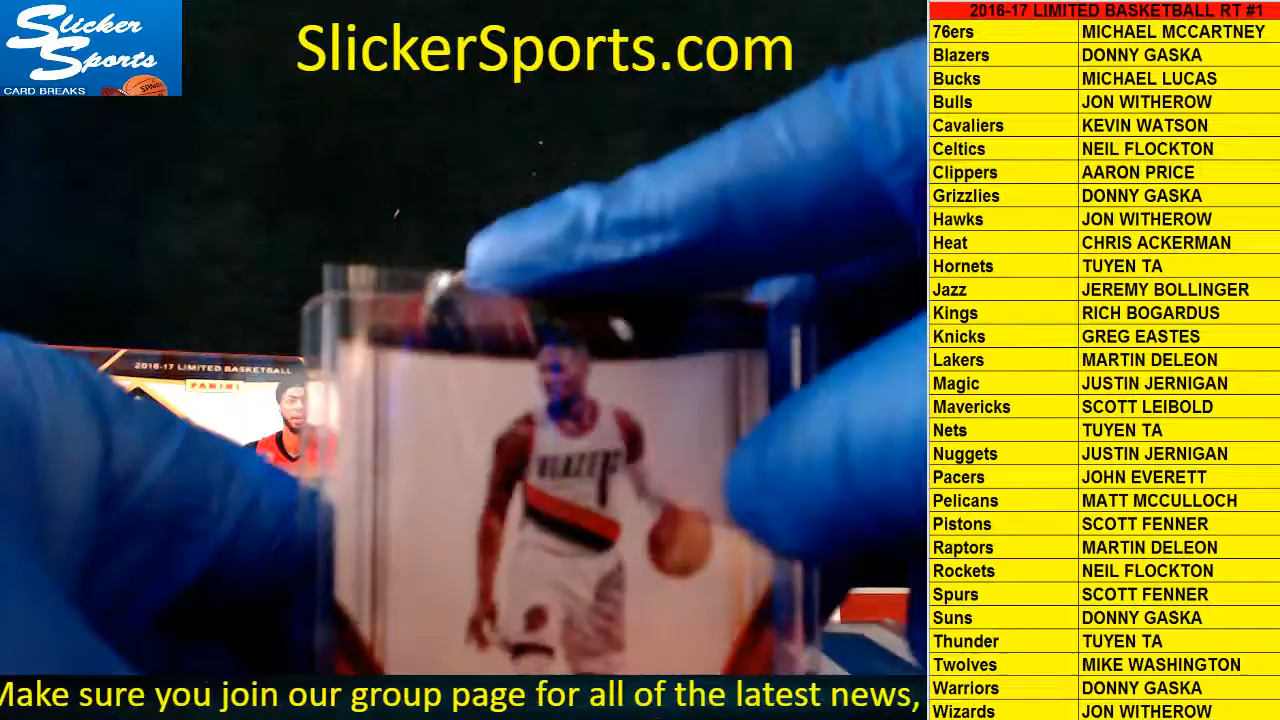 Slicker
Sports
CARD BREAKS
SPALDING
SlickerSports.com
2016-17 LIMITED BASKETBALL
PANINI
BLAZERS
Make sure you join our group page for all of the latest news,
2016-17 LIMITED BASKETBALL RT #1
76ers MICHAEL MCCARTNEY
Blazers DONNY GASKA
Bucks MICHAEL LUCAS
Bulls JON WITHEROW
Cavaliers KEVIN WATSON
Celtics NEIL FLOCKTON
Clippers AARON PRICE
Grizzlies DONNY GASKA
Hawks JON WITHEROW
Heat CHRIS ACKERMAN
Hornets TUYEN TA
Jazz JEREMY BOLLINGER
Kings RICH BOGARDUS
Knicks GREG EASTES
Lakers MARTIN DELEON
Magic JUSTIN JERNIGAN
Mavericks SCOTT LEIBOLD
Nets TUYEN TA
Nuggets JUSTIN JERNIGAN
Pacers JOHN EVERETT
Pelicans MATT MCCULLOCH
Pistons SCOTT FENNER
Raptors MARTIN DELEON
Rockets NEIL FLOCKTON
Spurs SCOTT FENNER
Suns DONNY GASKA
Thunder TUYEN TA
Twolves MIKE WASHINGTON
Warriors DONNY GASKA
Wizards JON WITHEROW